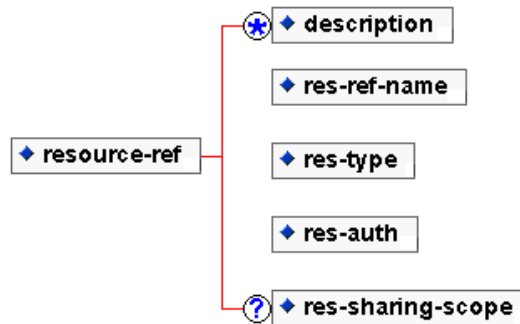 * description
res-ref-name
resource-ref
res-type
res-auth
? res-sharing-scope